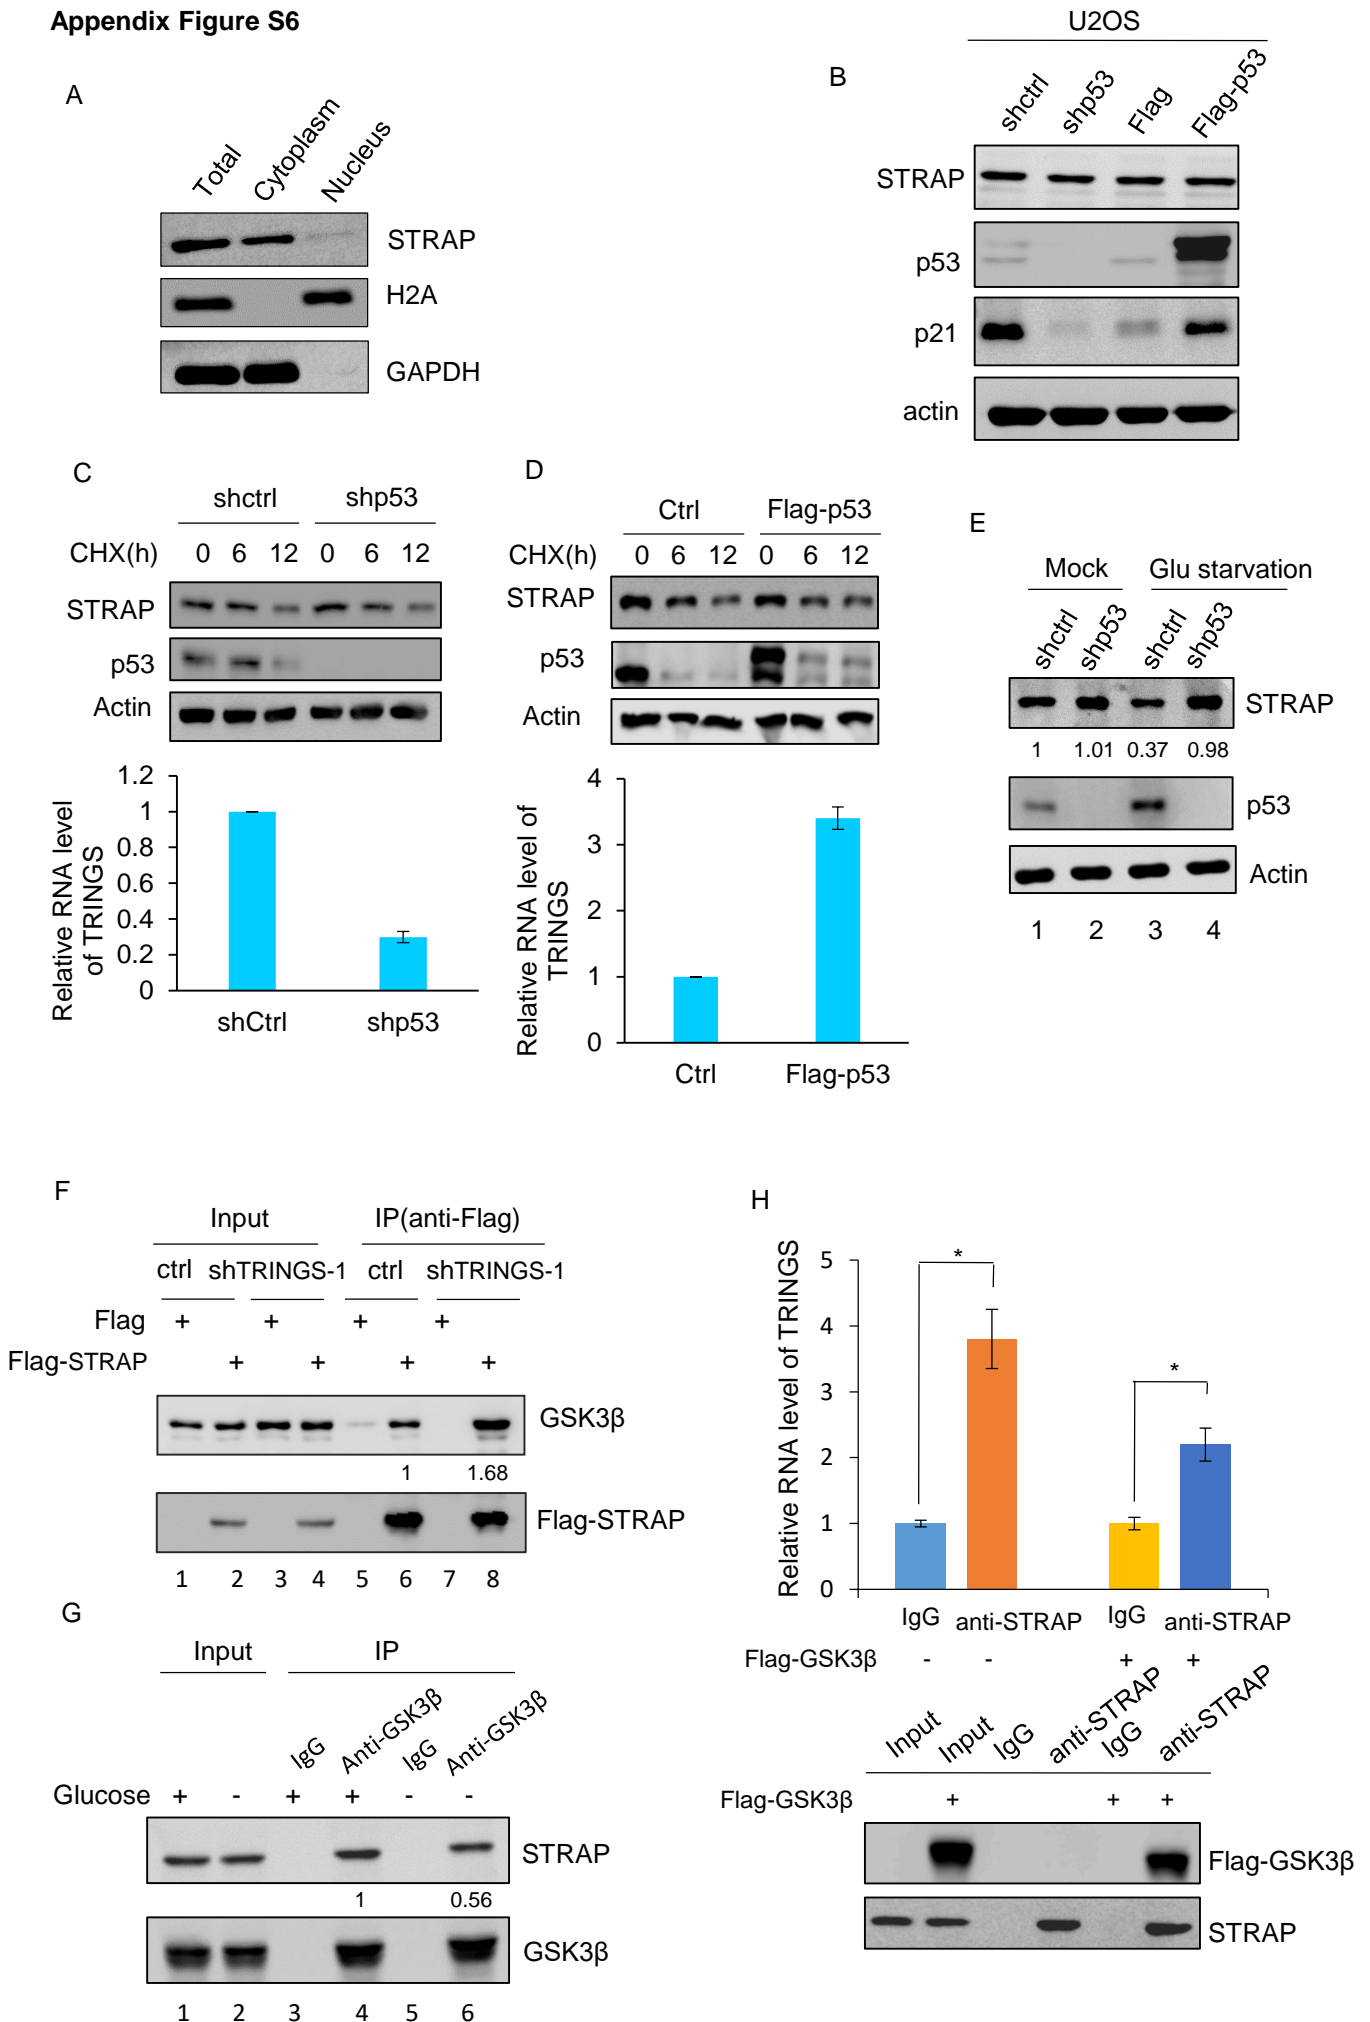 Appendix Figure S6
A
Total Cytoplasm Nucleus
STRAP
H2A
GAPDH
B
U2OS
shctrl shp53 Flag Flag-p53
STRAP
p53
p21
actin
C
shctrl shp53
CHX(h) 0 6 12 0 6 12
STRAP
p53
Actin
Relative RNA level
of TRINGS
1.2
1
0.8
0.6
0.4
0.2
0
shCtrl shp53
D
Ctrl Flag-p53
CHX(h) 0 6 12 0 6 12
STRAP
p53
Actin
Relative RNA level of
TRINGS
4
3
2
1
0
Ctrl Flag-p53
E
Mock Glu starvation
shctrl shp53 shctrl shp53
STRAP
1 1.01 0.37 0.98
p53
Actin
1 2 3 4
F
Input IP(anti-Flag)
ctrl shTRINGS-1 ctrl shTRINGS-1
Flag + + + +
Flag-STRAP + + + +
GSK3β
1 1.68
Flag-STRAP
1 2 3 4 5 6 7 8
G
Input IP
IgG Anti-GSK3β IgG Anti-GSK3β
Glucose + - + + - -
STRAP
1 0.56
GSK3β
1 2 3 4 5 6
H
Relative RNA level of TRINGS
5
4
3
2
1
0
* *
IgG anti-STRAP IgG anti-STRAP
Flag-GSK3β - - + +
Input Input IgG anti-STRAP IgG anti-STRAP
Flag-GSK3β + + +
Flag-GSK3β
STRAP